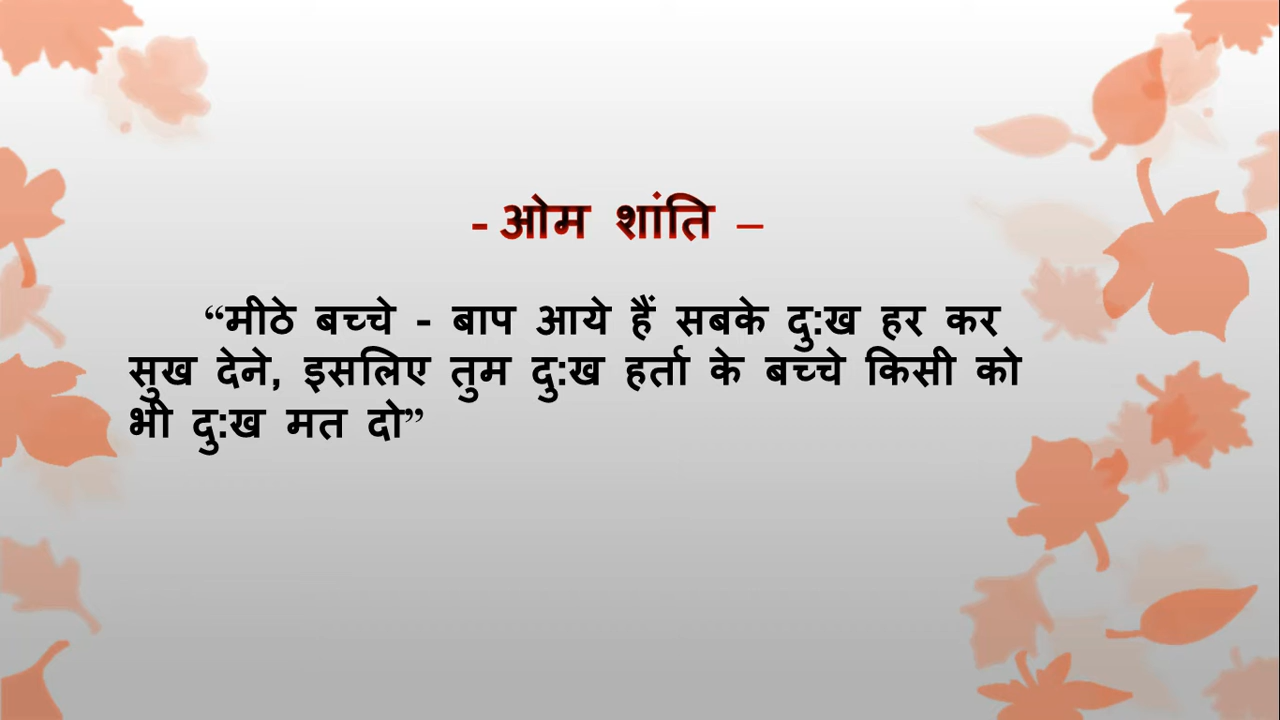 - ओम शांति –
“मीठे बच्चे - बाप आये हैं सबके दु:ख हर कर
सुख देने, इसलिए तुम दु:ख हर्ता के बच्चे किसी को
भी दु:ख मत दो”